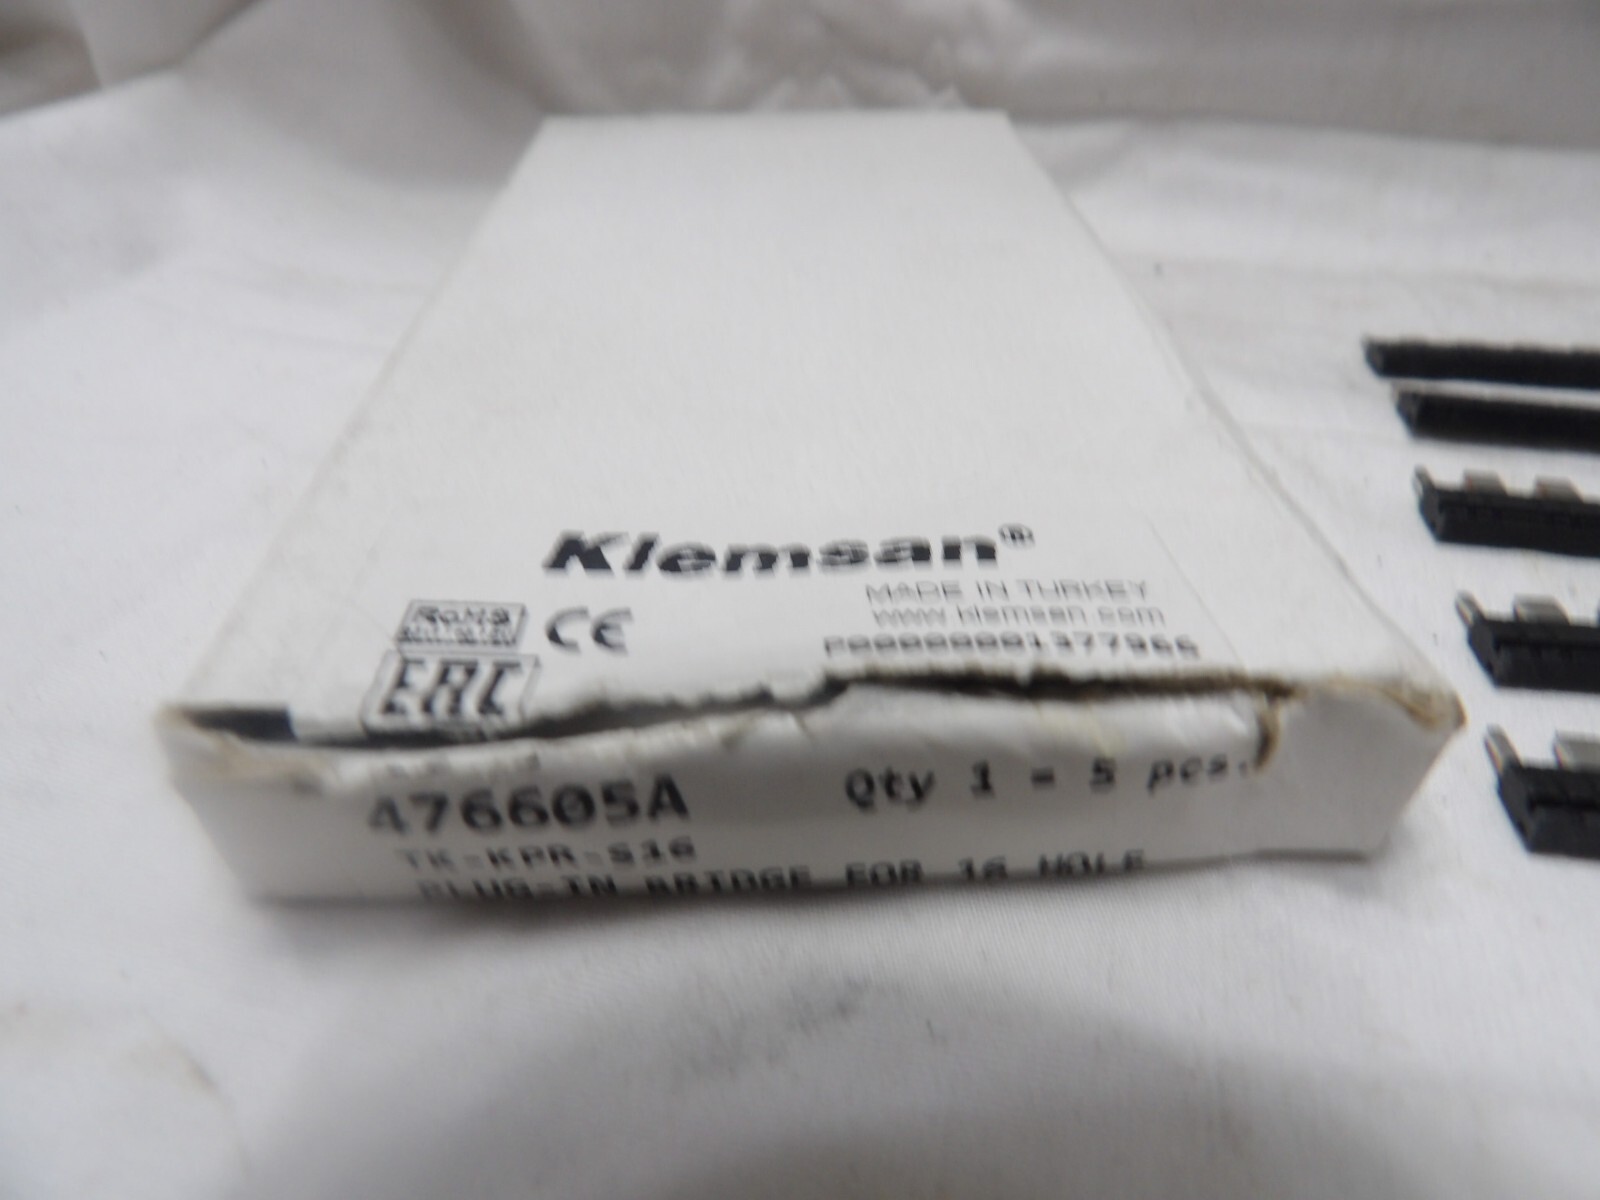 Klemsan®
MADE IN TURKEY
www.klemsan.com
RoHS
CE
P000000001377966
EAC
476605A Qty 1 = 5 pcs.
TK-KPR-S16
PLUG-IN BRIDGE FOR 16 HOLE